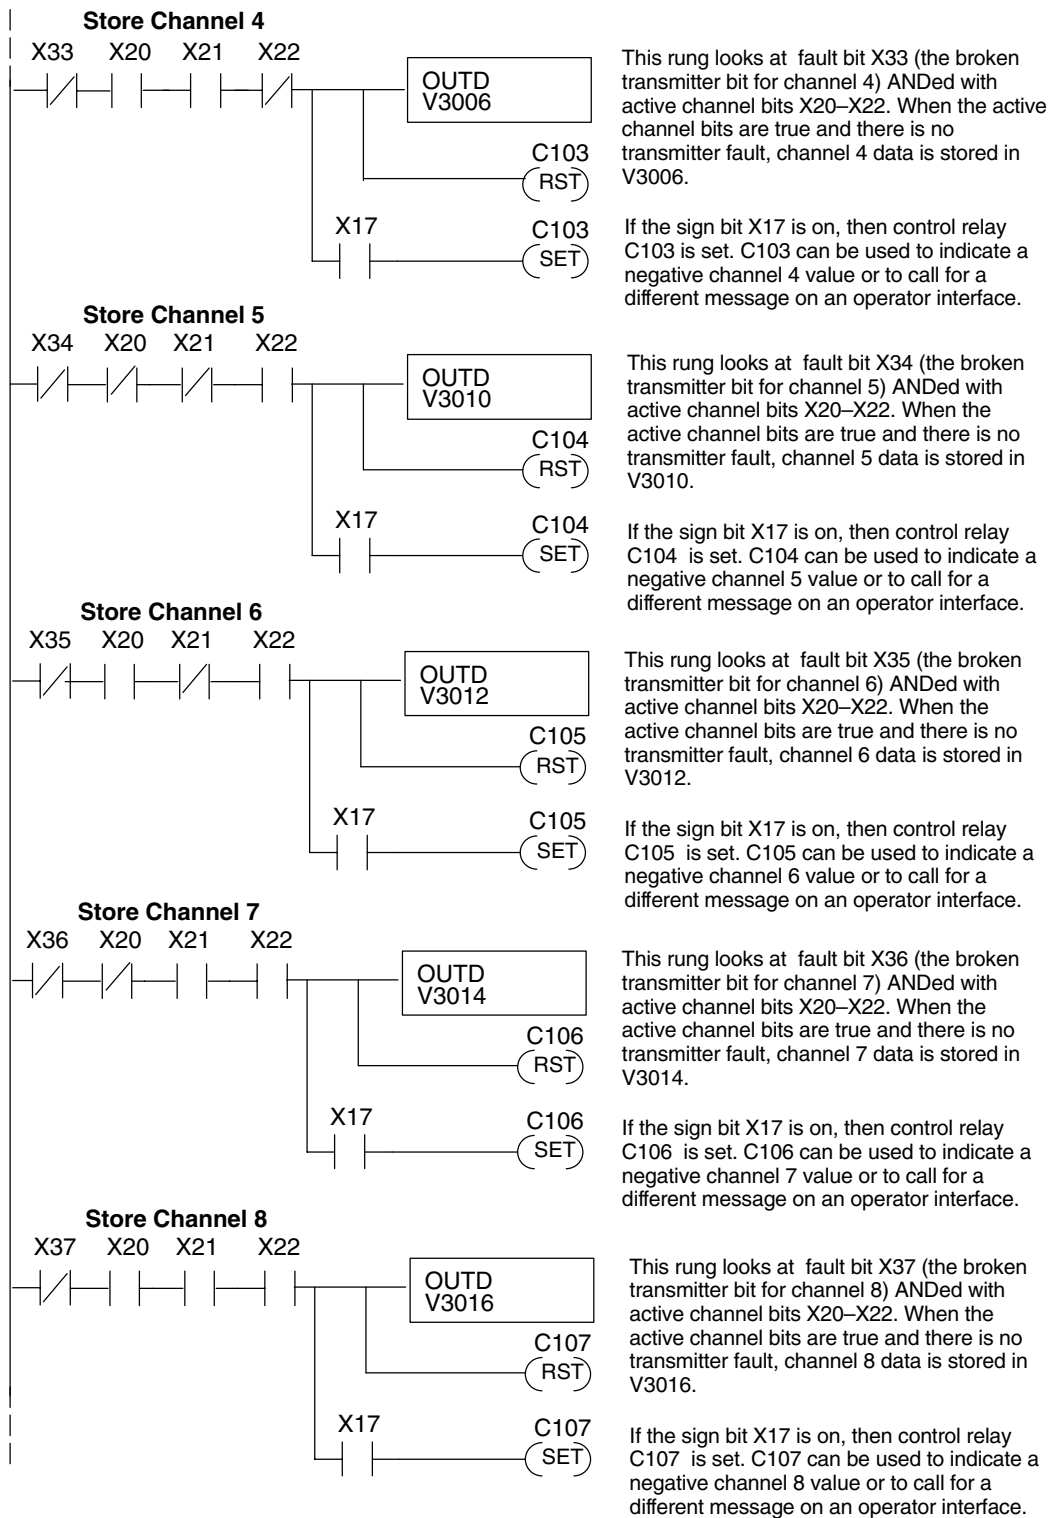 Store Channel 4
X33 X20 X21 X22
OUTD
V3006
C103
RST
X17
C103
SET
This rung looks at fault bit X33 (the broken
transmitter bit for channel 4) ANDed with
active channel bits X20–X22. When the active
channel bits are true and there is no
transmitter fault, channel 4 data is stored in
V3006.
If the sign bit X17 is on, then control relay
C103 is set. C103 can be used to indicate a
negative channel 4 value or to call for a
different message on an operator interface.
Store Channel 5
X34 X20 X21 X22
OUTD
V3010
C104
RST
X17
C104
SET
This rung looks at fault bit X34 (the broken
transmitter bit for channel 5) ANDed with
active channel bits X20–X22. When the
active channel bits are true and there is no
transmitter fault, channel 5 data is stored in
V3010.
If the sign bit X17 is on, then control relay
C104 is set. C104 can be used to indicate a
negative channel 5 value or to call for a
different message on an operator interface.
Store Channel 6
X35 X20 X21 X22
OUTD
V3012
C105
RST
X17
C105
SET
This rung looks at fault bit X35 (the broken
transmitter bit for channel 6) ANDed with
active channel bits X20–X22. When the
active channel bits are true and there is no
transmitter fault, channel 6 data is stored in
V3012.
If the sign bit X17 is on, then control relay
C105 is set. C105 can be used to indicate a
negative channel 6 value or to call for a
different message on an operator interface.
Store Channel 7
X36 X20 X21 X22
OUTD
V3014
C106
RST
X17
C106
SET
This rung looks at fault bit X36 (the broken
transmitter bit for channel 7) ANDed with
active channel bits X20–X22. When the
active channel bits are true and there is no
transmitter fault, channel 7 data is stored in
V3014.
If the sign bit X17 is on, then control relay
C106 is set. C106 can be used to indicate a
negative channel 7 value or to call for a
different message on an operator interface.
Store Channel 8
X37 X20 X21 X22
OUTD
V3016
C107
RST
X17
C107
SET
This rung looks at fault bit X37 (the broken
transmitter bit for channel 8) ANDed with
active channel bits X20–X22. When the
active channel bits are true and there is no
transmitter fault, channel 8 data is stored in
V3016.
If the sign bit X17 is on, then control relay
C107 is set. C107 can be used to indicate a
negative channel 8 value or to call for a
different message on an operator interface.